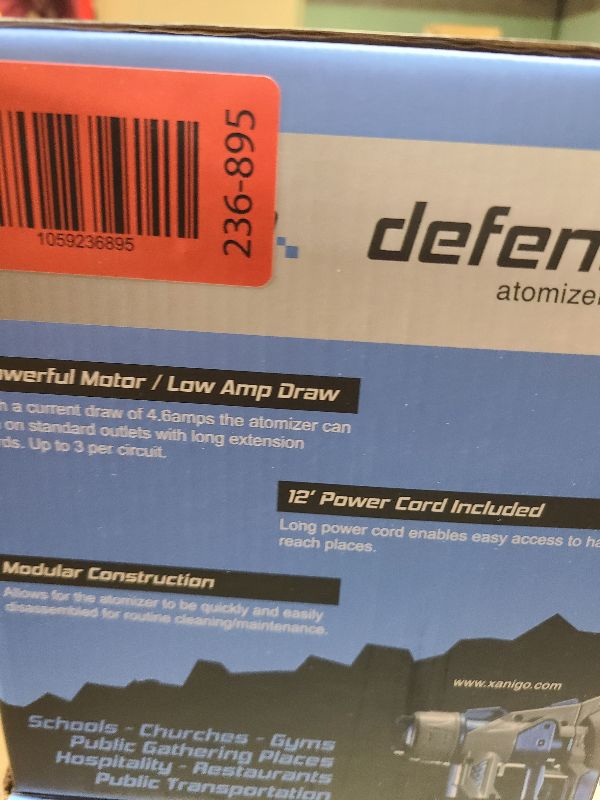 236-895
1059236895
defen
atomizer
werful Motor / Low Amp Draw
h a current draw of 4.6amps the atomizer can
on standard outlets with long extension
rds. Up to 3 per circuit.
12' Power Cord Included
Long power cord enables easy access to ha
reach places.
Modular Construction
Allows for the atomizer to be quickly and easily
disassembled for routine cleaning/maintenance.
www.xanigo.com
Schools - Churches - Gyms
Public Gathering Places
Hospitality - Restaurants
Public Transportation